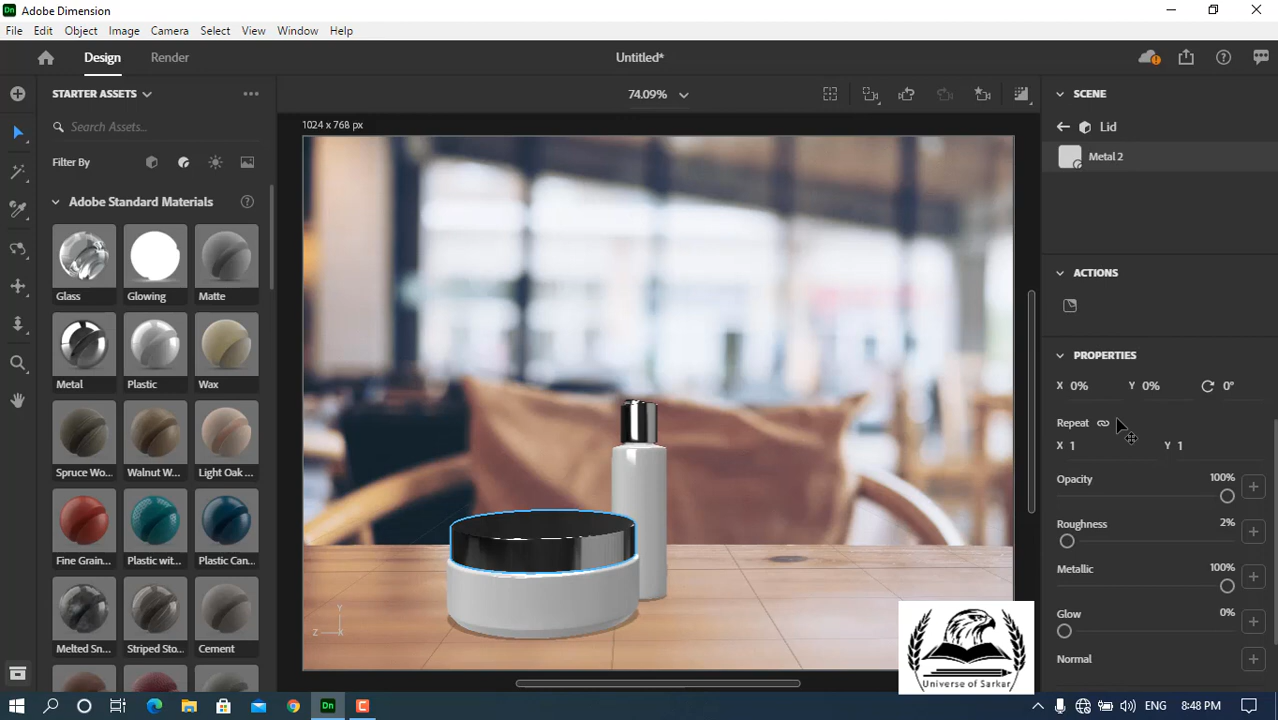 Adobe Dimension
File Edit Object Image Camera Select View Window Help
Design Render Untitled*
STARTER ASSETS
74.09%
SCENE
Search Assets...
1024 x 768 px
Lid
Filter By
Metal 2
Adobe Standard Materials
Glass Glowing Matte
ACTIONS
Metal Plastic Wax
PROPERTIES
X 0% Y 0% 0°
Repeat
X 1 Y 1
Spruce Wo... Walnut W... Light Oak ...
Opacity 100%
Roughness 2%
Fine Grain... Plastic wit... Plastic Can...
Metallic 100%
Glow 0%
Melted Sn... Striped Sto... Cement
Normal
Y
Z X
Universe of Sarkar
Dn
ENG 8:48 PM